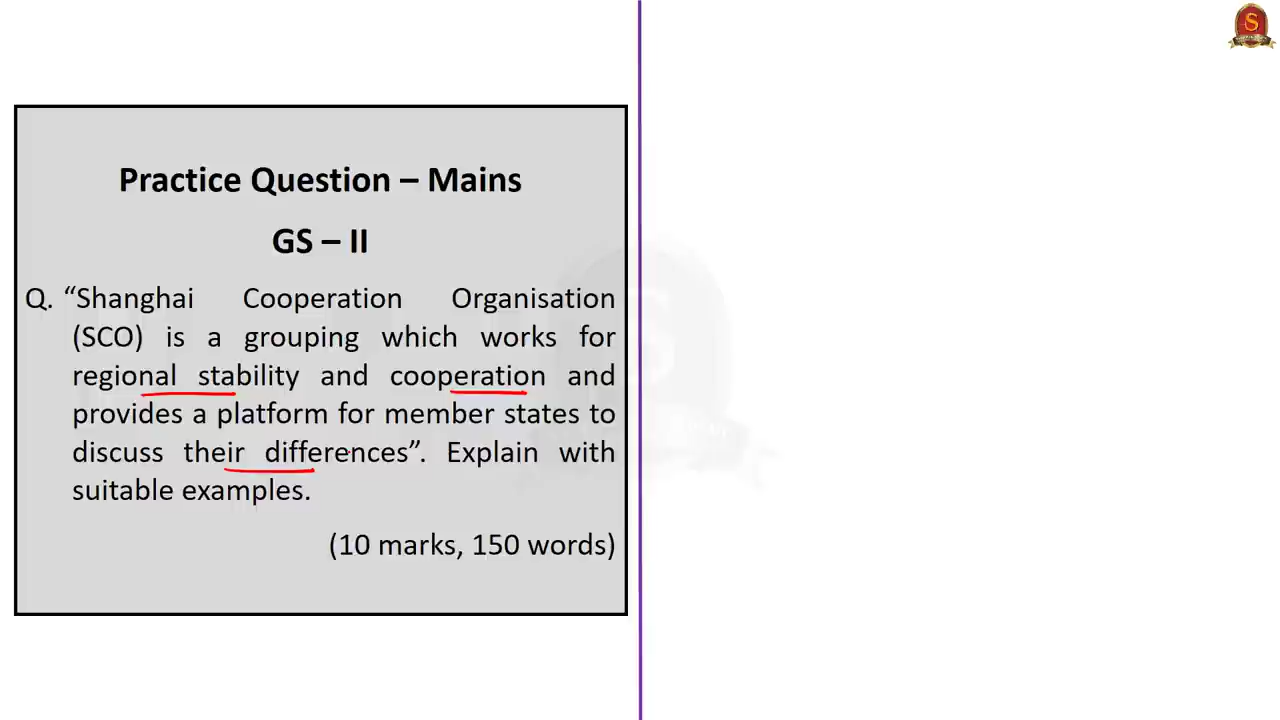 Practice Question – Mains
GS – II
Q. “Shanghai Cooperation Organisation
(SCO) is a grouping which works for
regional stability and cooperation and
provides a platform for member states to
discuss their differences”. Explain with
suitable examples.
(10 marks, 150 words)
S